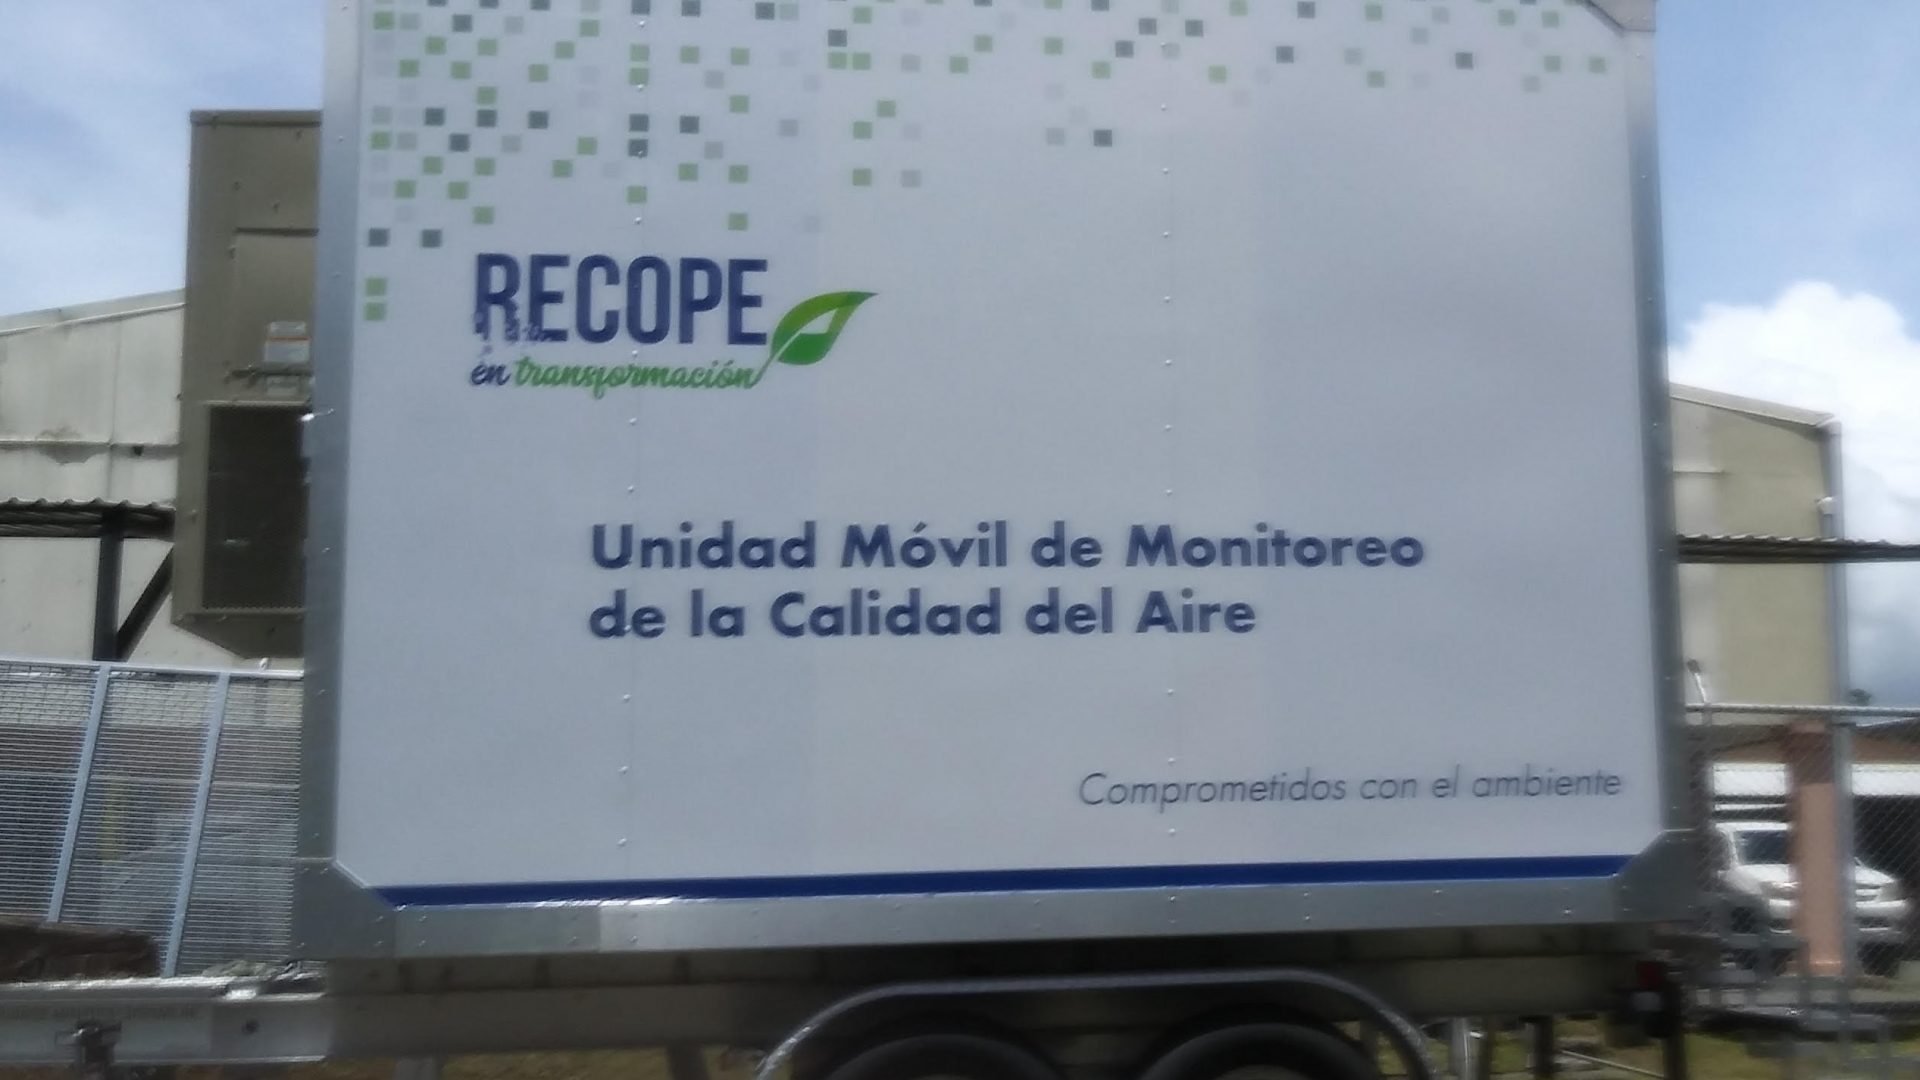 RECOPE
en transformación
Unidad Móvil de Monitoreo
de la Calidad del Aire
Comprometidos con el ambiente